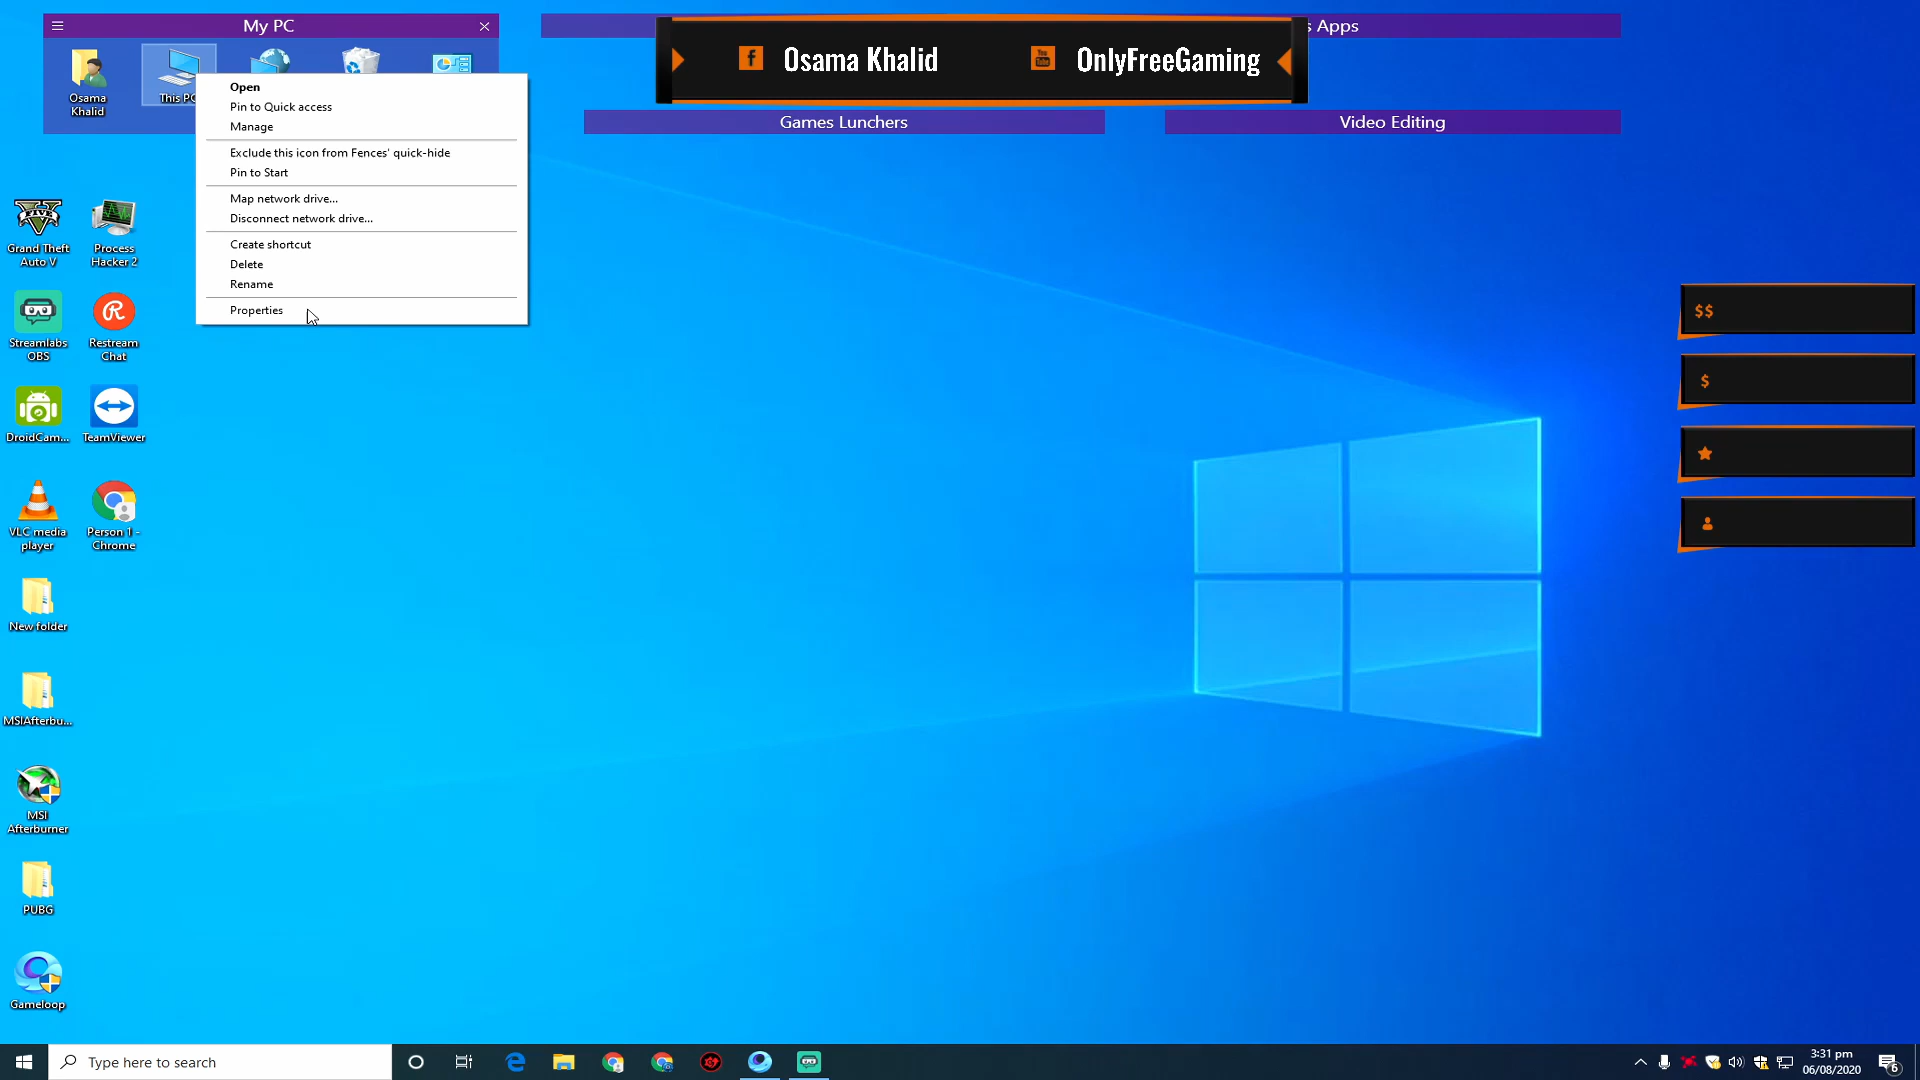 My PC
s Apps
Osama Khalid
OnlyFreeGaming
You
Tube
Games Lunchers
Video Editing
Osama
Khalid
This PC
Open
Pin to Quick access
Manage
Exclude this icon from Fences' quick-hide
Pin to Start
Map network drive...
Disconnect network drive...
Create shortcut
Delete
Rename
Properties
FIVE
Grand Theft
Auto V
Process
Hacker 2
Streamlabs
OBS
Restream
Chat
DroidCam...
TeamViewer
VLC media
player
Person 1 -
Chrome
New folder
MSIAfterbu...
MSI
Afterburner
PUBG
Gameloop
$$
$
Type here to search
3:31 pm
06/08/2020
6